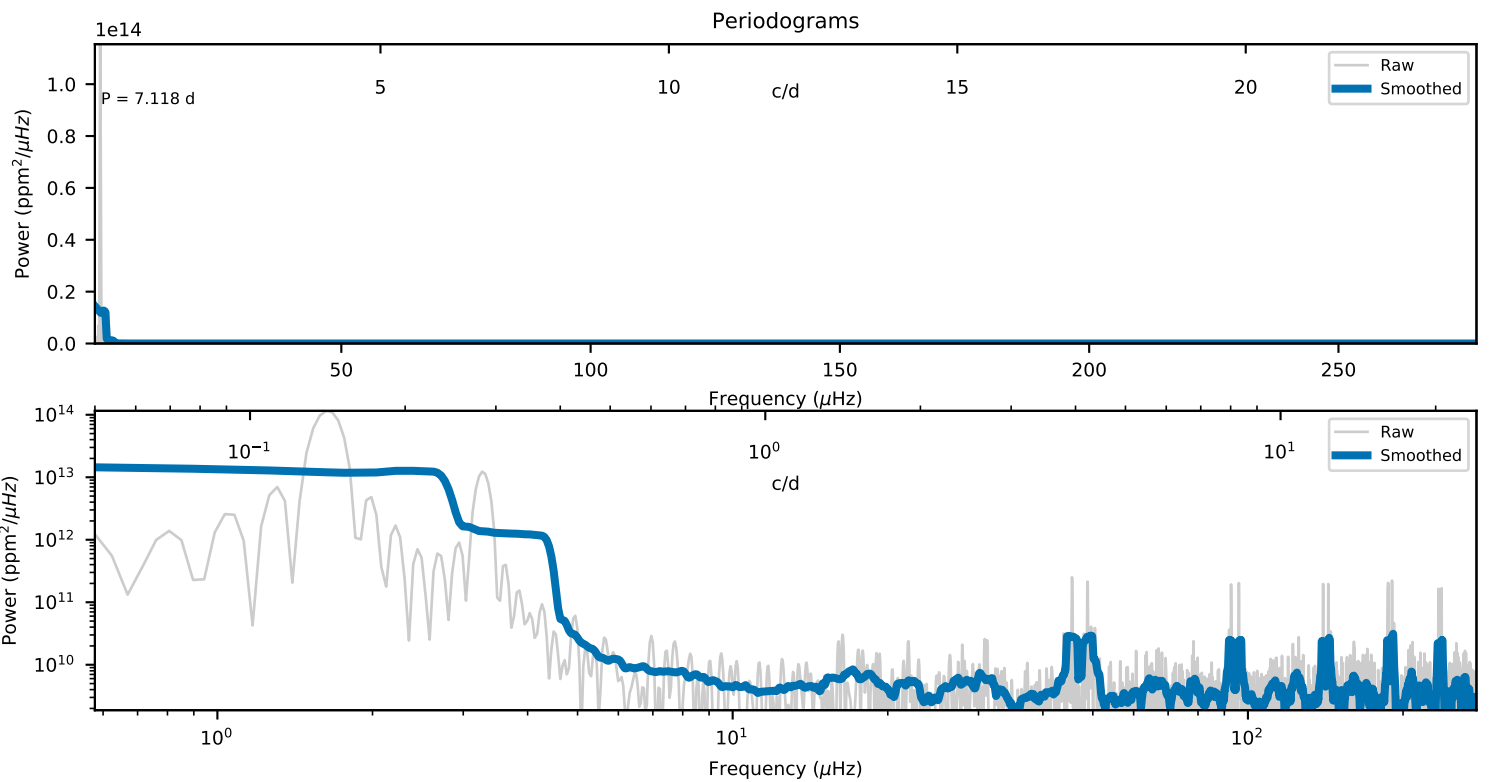 Periodograms
1e14
5 10 15 20
c/d
P = 7.118 d
Raw
Smoothed
1.0
0.8
0.6
0.4
0.2
0.0
Power (ppm²/μHz)
50 100 150 200 250
Frequency (μHz)
10⁻¹ 10⁰ 10¹
c/d
Raw
Smoothed
10¹⁴
10¹³
10¹²
10¹¹
10¹⁰
Power (ppm²/μHz)
10⁰ 10¹ 10²
Frequency (μHz)